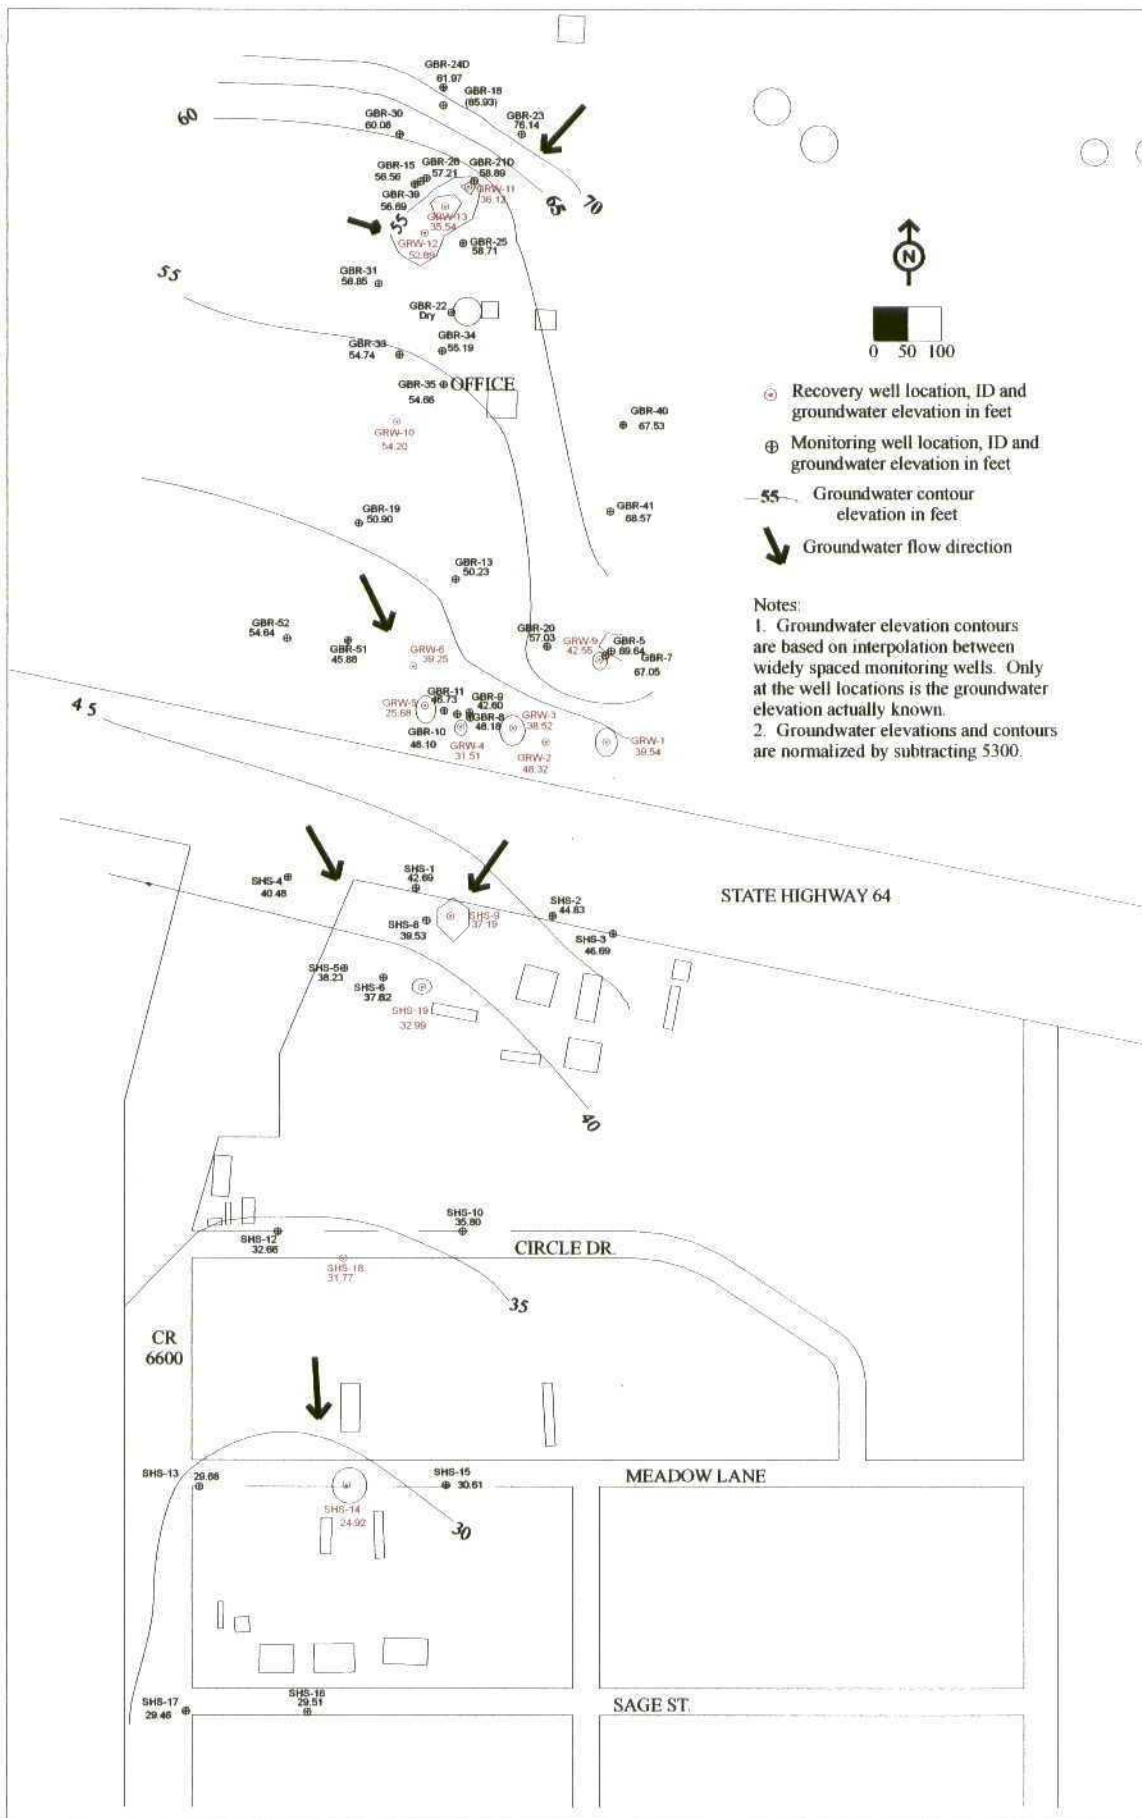 GBR-24D
61.97
GBR-18
(65.93)
GBR-23
76.14
GBR-30
60.08
60
GBR-15
56.56
GBR-28
57.21
GBR-21D
58.89
GRW-11
36.12
GBR-39
56.69
GRW-13
35.54
55
GRW-12
52.89
65
70
GBR-25
58.71
GBR-31
56.85
55
GBR-22
Dry
GBR-34
55.19
GBR-33
54.74
GBR-35
54.66
OFFICE
GRW-10
54.20
GBR-40
67.53
GBR-19
50.90
GBR-41
68.57
GBR-13
50.23
N
0 50 100
Recovery well location, ID and
groundwater elevation in feet
Monitoring well location, ID and
groundwater elevation in feet
55
Groundwater contour
elevation in feet
Groundwater flow direction
Notes:
1. Groundwater elevation contours
are based on interpolation between
widely spaced monitoring wells. Only
at the well locations is the groundwater
elevation actually known.
2. Groundwater elevations and contours
are normalized by subtracting 5300.
GBR-52
54.64
GBR-51
45.88
GRW-6
39.25
GBR-20
57.03
GRW-9
42.55
GBR-5
69.64
GBR-7
67.05
45
GRW-5
25.68
GBR-11
46.73
GBR-9
42.60
GBR-8
48.18
GBR-10
48.10
GRW-4
31.51
GRW-3
38.52
GRW-2
48.32
GRW-1
39.54
STATE HIGHWAY 64
SHS-4
40.48
SHS-1
42.69
SHS-8
39.53
SHS-9
37.19
SHS-2
44.83
SHS-3
46.69
SHS-5
38.23
SHS-6
37.82
SHS-19
32.99
40
SHS-12
32.66
SHS-10
35.80
CIRCLE DR.
SHS-18
31.77
35
CR
6600
SHS-13
29.66
SHS-15
30.61
MEADOW LANE
SHS-14
24.92
30
SHS-17
29.46
SHS-16
29.51
SAGE ST.